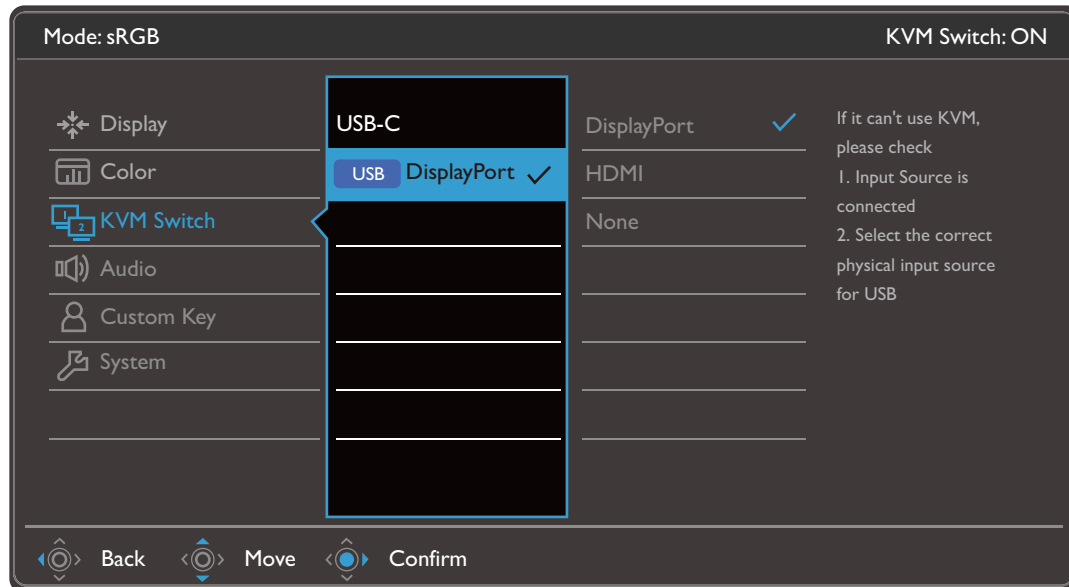 Mode: sRGB
KVM Switch: ON
Display
Color
1
2
KVM Switch
Audio
Custom Key
System
USB-C
USB DisplayPort
DisplayPort
HDMI
None
If it can't use KVM,
please check
1. Input Source is
connected
2. Select the correct
physical input source
for USB
Back
Move
Confirm